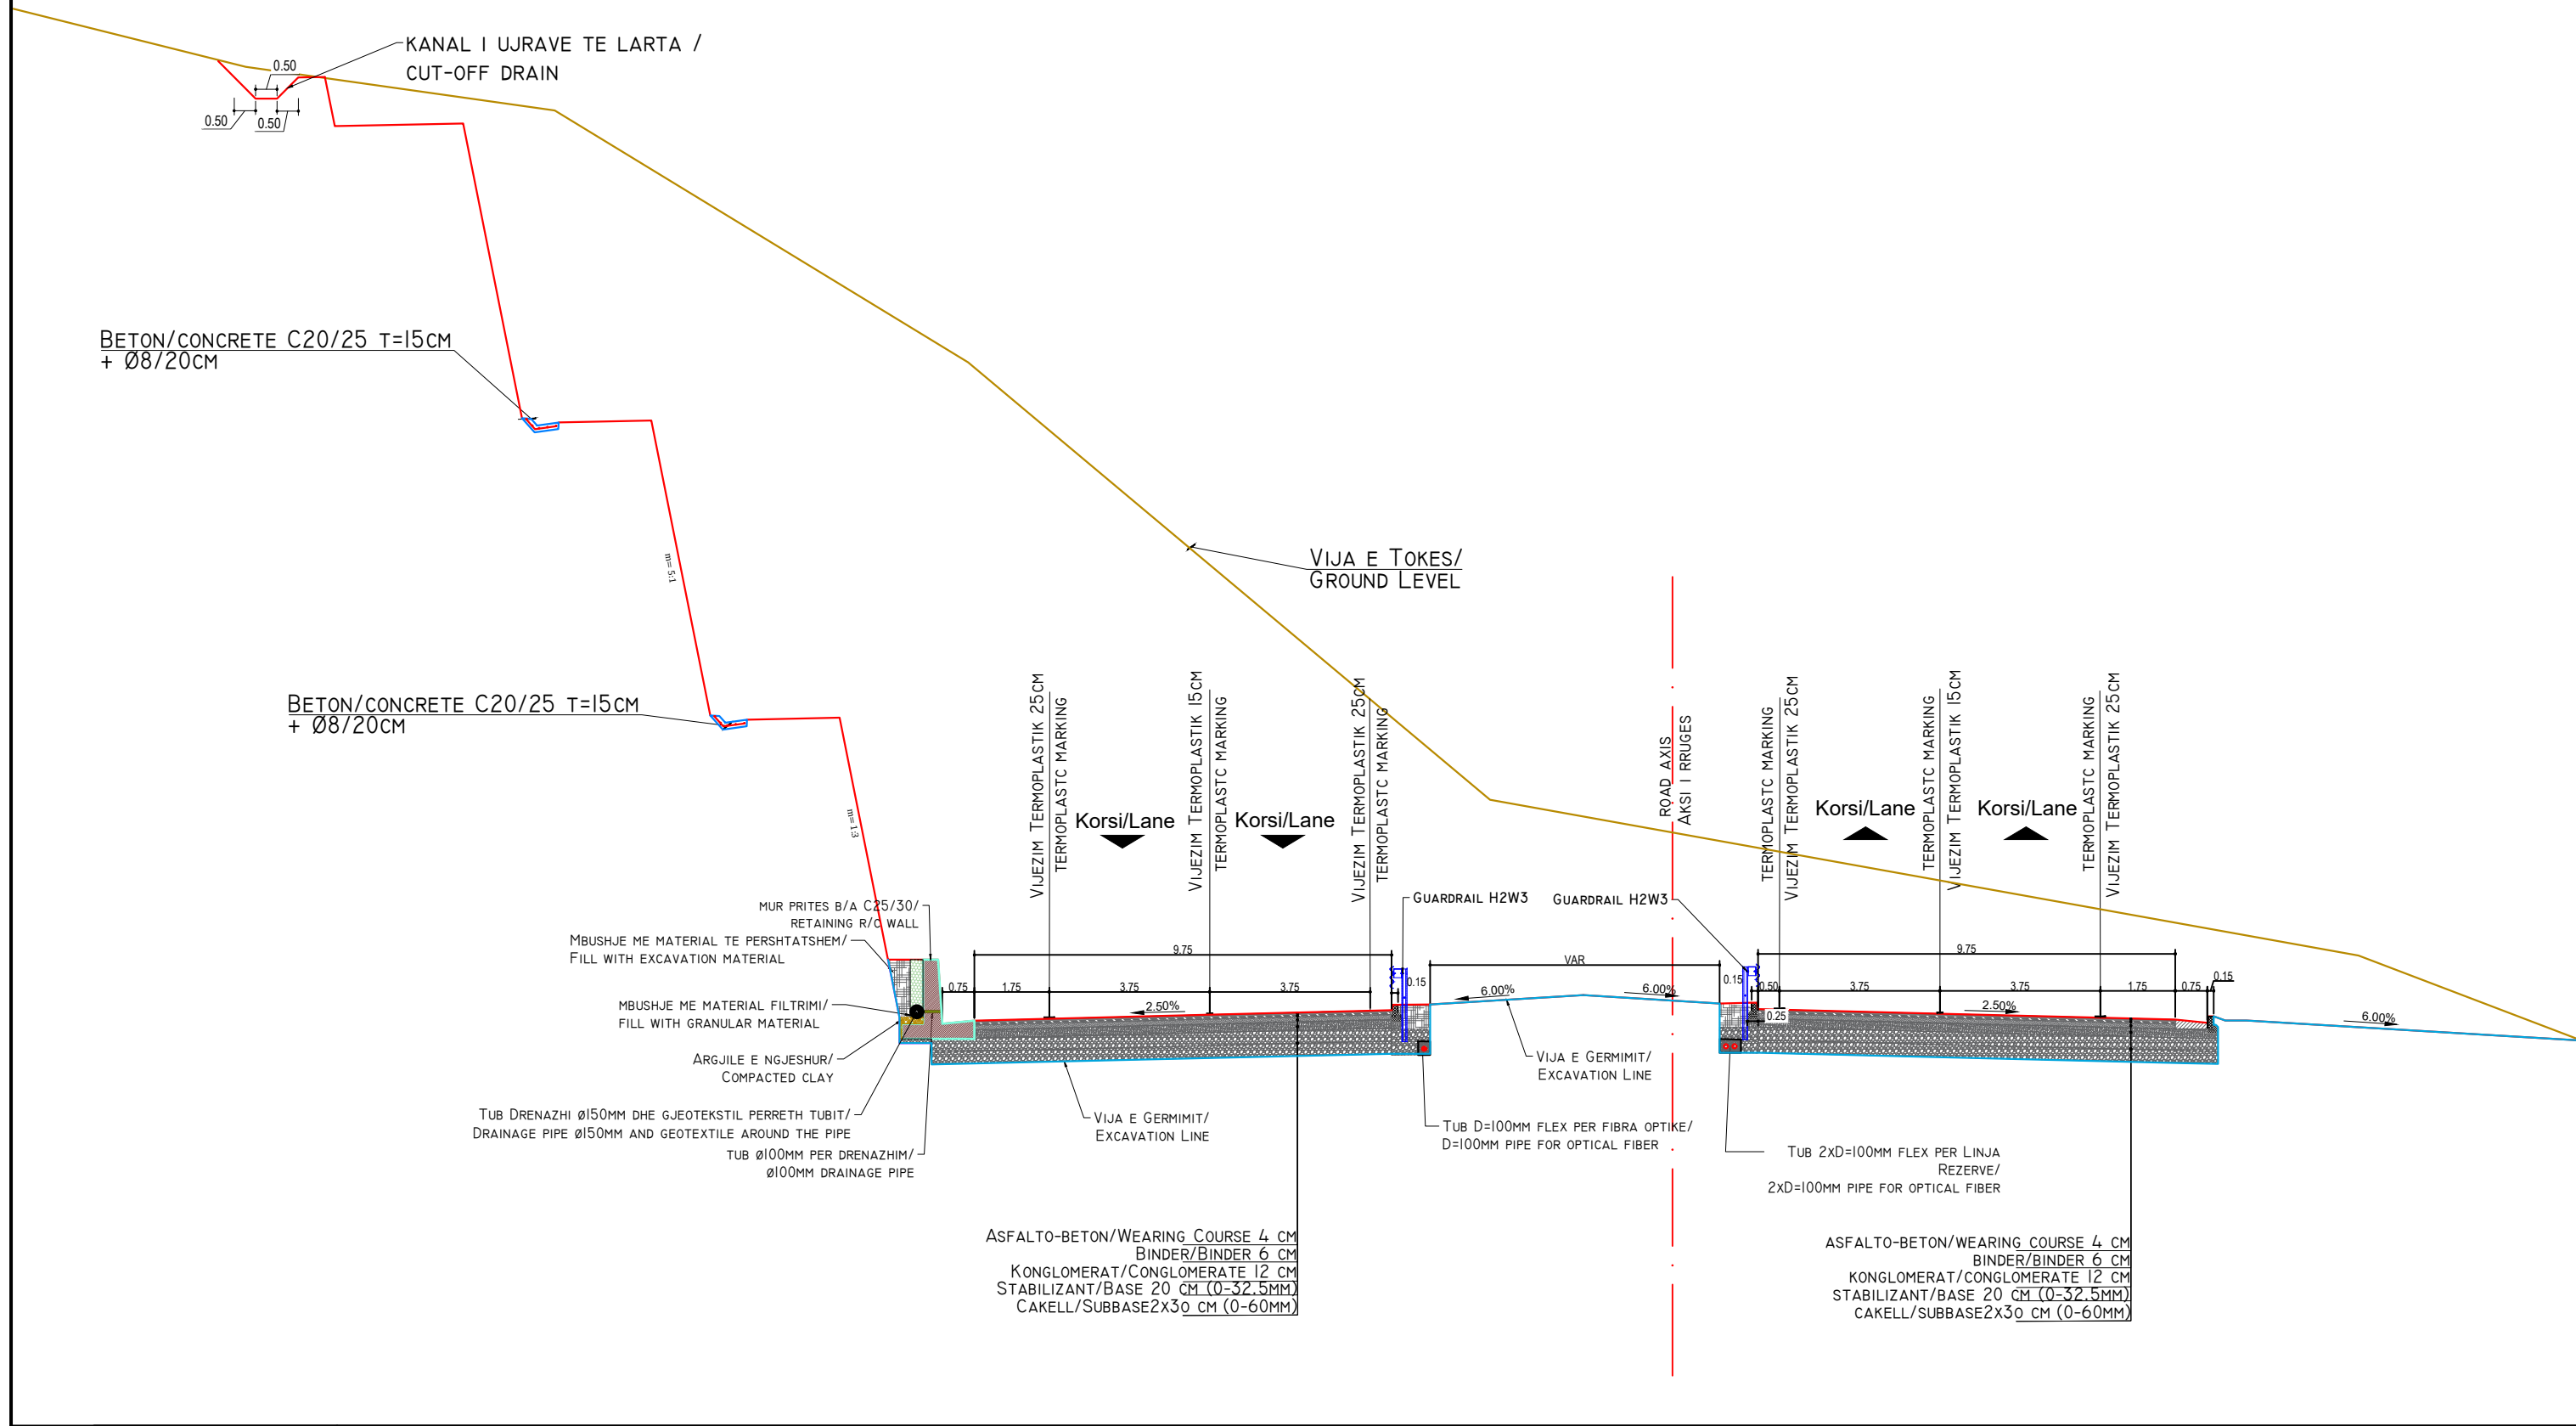 KANAL I UJRAVE TE LARTA /
CUT-OFF DRAIN
0.50
0.50
0.50
BETON/CONCRETE C20/25 T=15CM
+ Ø8/20CM
m= 5:1
VIJA E TOKES/
GROUND LEVEL
BETON/CONCRETE C20/25 T=15CM
+ Ø8/20CM
m= 1:3
VIJEZIM TERMOPLASTIK 25CM
TERMOPLASTC MARKING
VIJEZIM TERMOPLASTIK 15CM
TERMOPLASTC MARKING
VIJEZIM TERMOPLASTIK 25CM
TERMOPLASTC MARKING
ROAD AXIS
AKSI I RRUGES
TERMOPLASTC MARKING
VIJEZIM TERMOPLASTIK 25CM
TERMOPLASTC MARKING
VIJEZIM TERMOPLASTIK 15CM
TERMOPLASTC MARKING
VIJEZIM TERMOPLASTIK 25CM
Korsi/Lane
Korsi/Lane
Korsi/Lane
Korsi/Lane
MUR PRITES B/A C25/30/
RETAINING R/C WALL
MBUSHJE ME MATERIAL TE PERSHTATSHEM/
FILL WITH EXCAVATION MATERIAL
MBUSHJE ME MATERIAL FILTRIMI/
FILL WITH GRANULAR MATERIAL
ARGJILE E NGJESHUR/
COMPACTED CLAY
TUB DRENAZHI Ø150MM DHE GJEOTEKSTIL PERRETH TUBIT/
DRAINAGE PIPE Ø150MM AND GEOTEXTILE AROUND THE PIPE
TUB Ø100MM PER DRENAZHIM/
Ø100MM DRAINAGE PIPE
GUARDRAIL H2W3
GUARDRAIL H2W3
9.75
VAR
9.75
0.75
1.75
3.75
3.75
0.15
0.15
0.50
3.75
3.75
1.75
0.75
0.15
2.50%
6.00%
6.00%
0.25
2.50%
6.00%
VIJA E GERMIMIT/
EXCAVATION LINE
VIJA E GERMIMIT/
EXCAVATION LINE
TUB D=100MM FLEX PER FIBRA OPTIKE/
D=100MM PIPE FOR OPTICAL FIBER
TUB 2XD=100MM FLEX PER LINJA
REZERVE/
2XD=100MM PIPE FOR OPTICAL FIBER
ASFALTO-BETON/WEARING COURSE 4 CM
BINDER/BINDER 6 CM
KONGLOMERAT/CONGLOMERATE 12 CM
STABILIZANT/BASE 20 CM (0-32.5MM)
CAKELL/SUBBASE2X30 CM (0-60MM)
ASFALTO-BETON/WEARING COURSE 4 CM
BINDER/BINDER 6 CM
KONGLOMERAT/CONGLOMERATE 12 CM
STABILIZANT/BASE 20 CM (0-32.5MM)
CAKELL/SUBBASE2X30 CM (0-60MM)